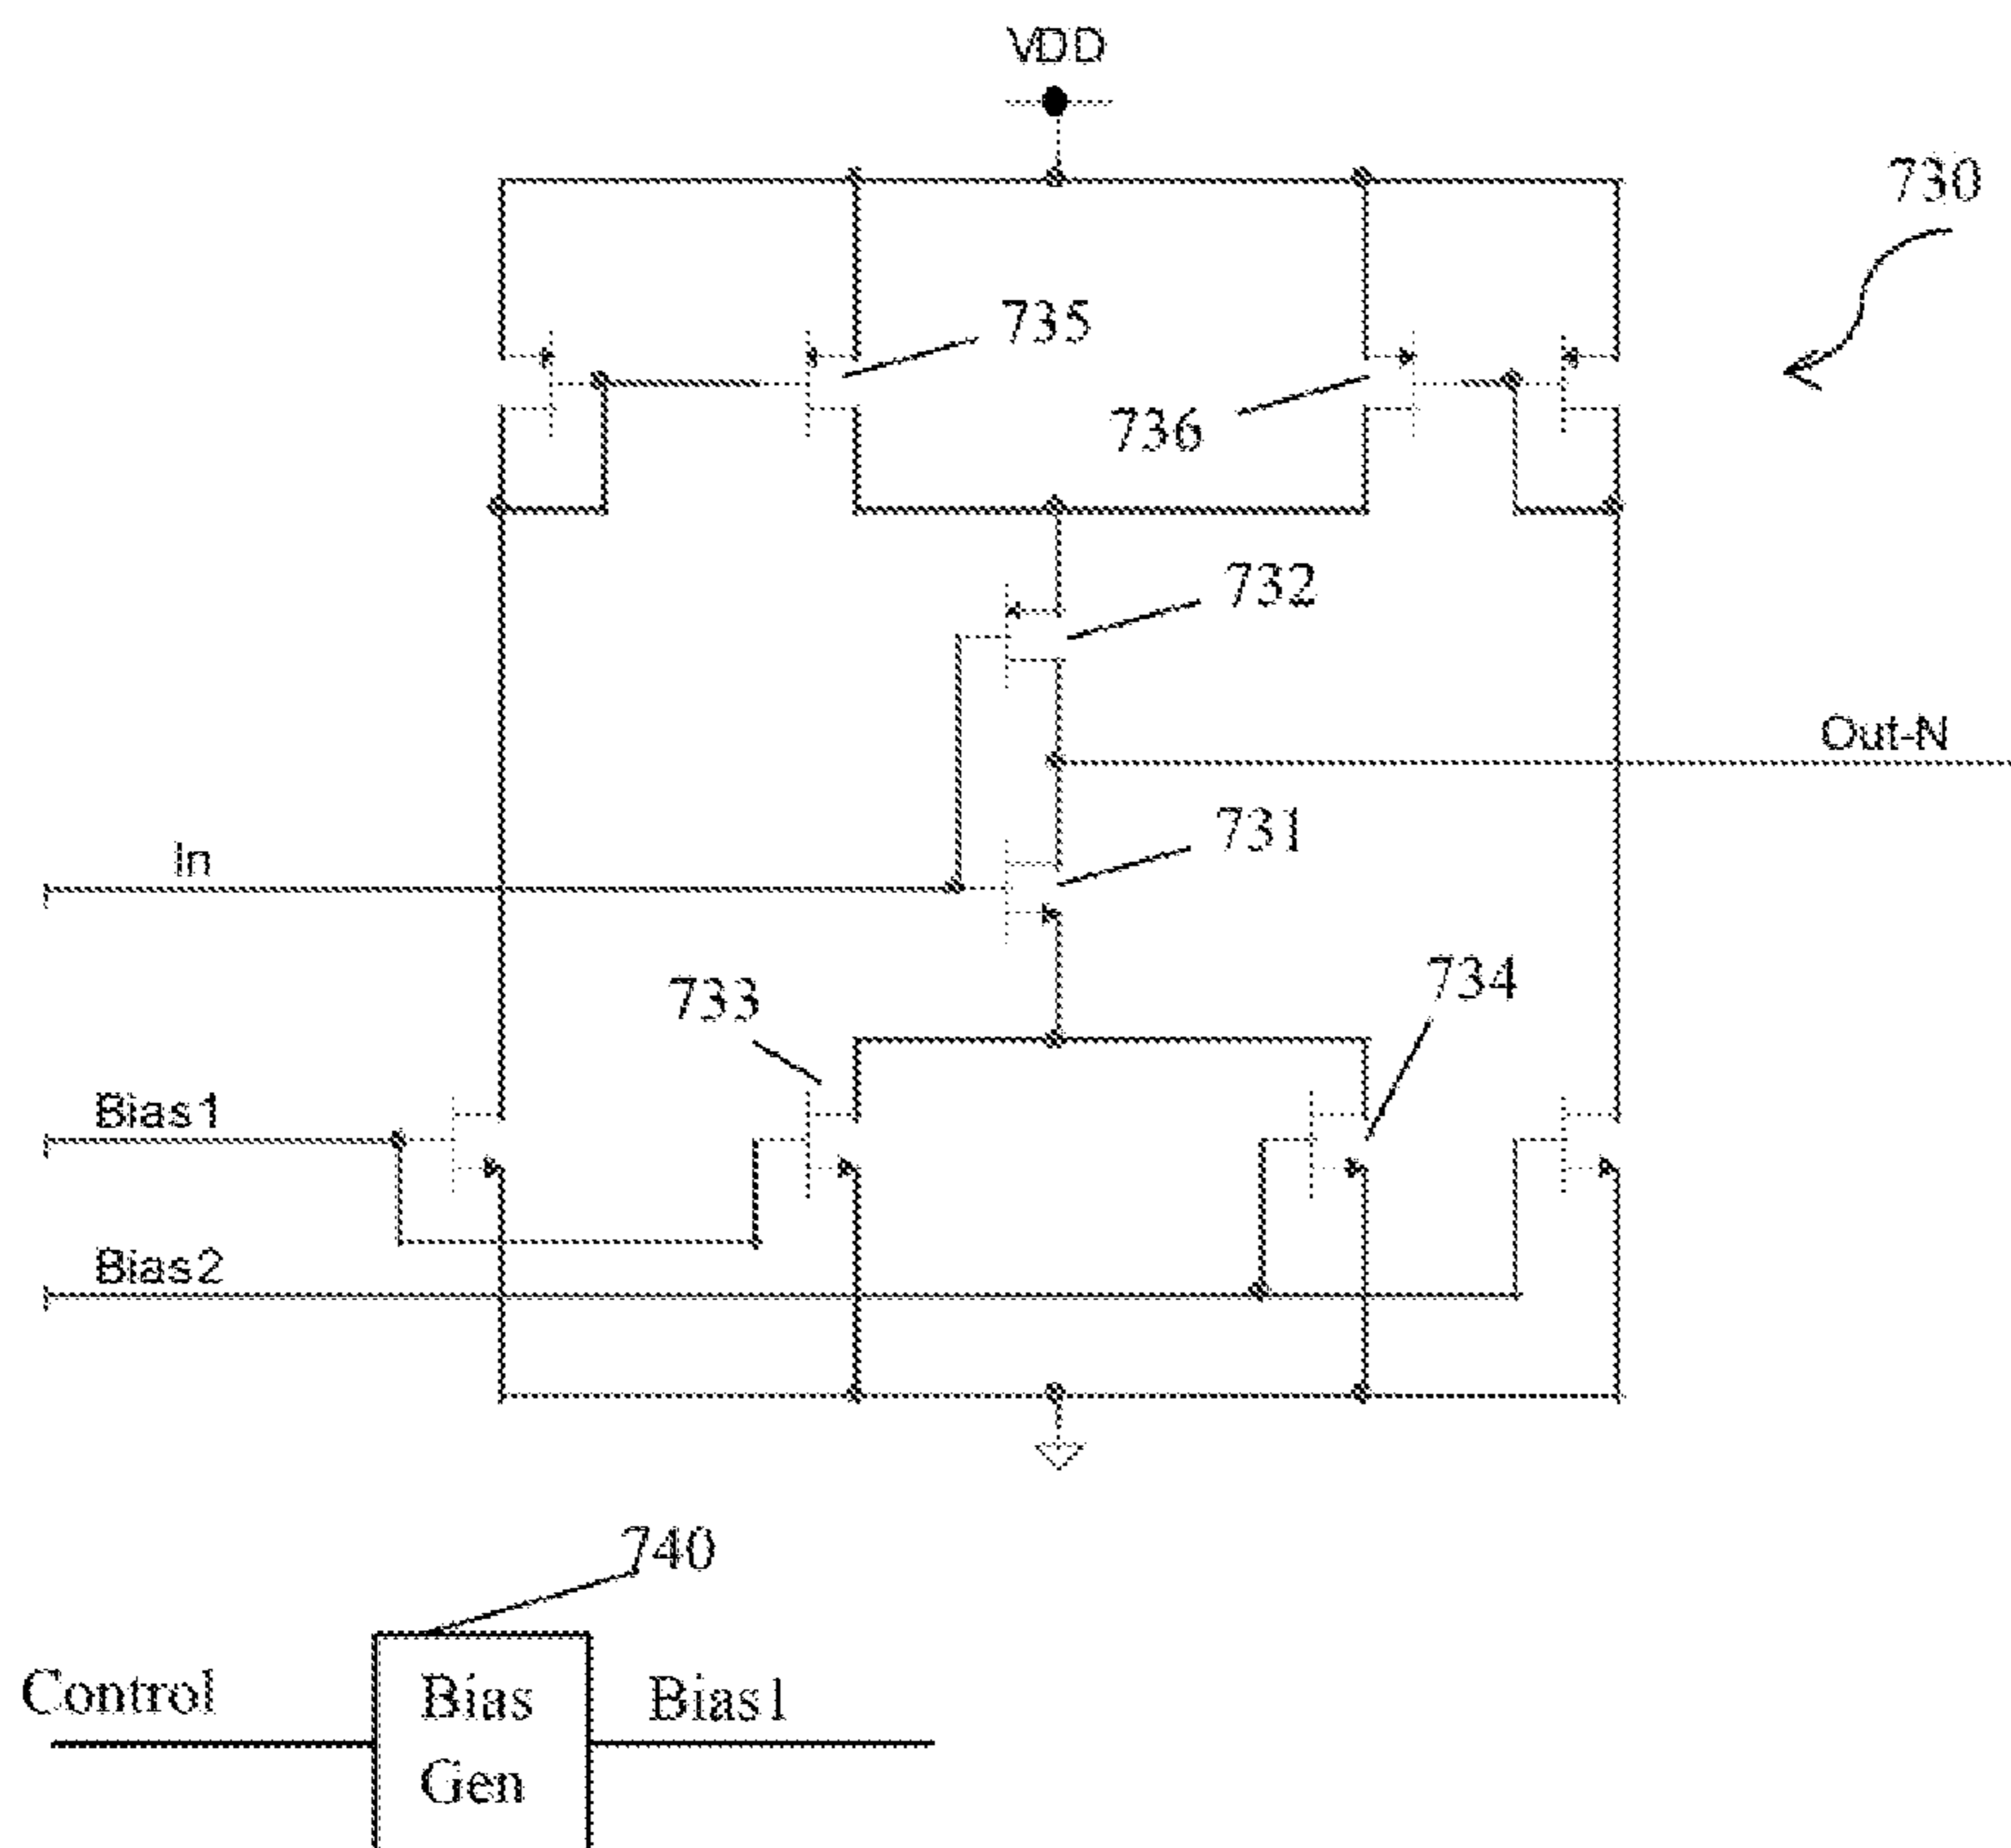 VDD
730
735
736
732
Out-N
731
In
734
733
Bias1
Bias2
740
Control
Bias
Gen
Bias1